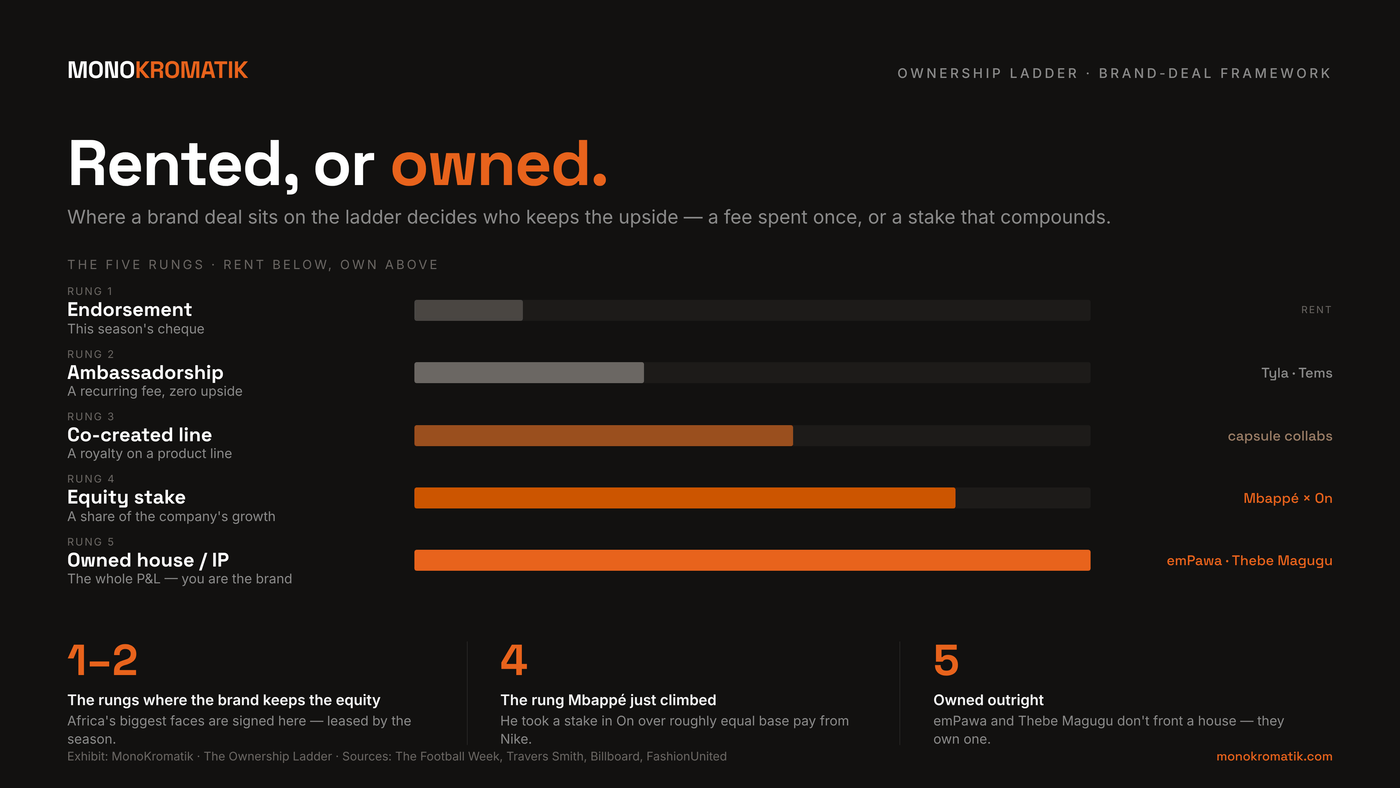 MONOKROMATIK
OWNERSHIP LADDER · BRAND-DEAL FRAMEWORK
Rented, or owned.
Where a brand deal sits on the ladder decides who keeps the upside — a fee spent once, or a stake that compounds.
THE FIVE RUNGS · RENT BELOW, OWN ABOVE
RUNG 1
Endorsement
This season's cheque
RENT
RUNG 2
Ambassadorship
A recurring fee, zero upside
Tyla · Tems
RUNG 3
Co-created line
A royalty on a product line
capsule collabs
RUNG 4
Equity stake
A share of the company's growth
Mbappé × On
RUNG 5
Owned house / IP
The whole P&L — you are the brand
emPawa · Thebe Magugu
1–2
The rungs where the brand keeps the equity
Africa's biggest faces are signed here — leased by the
season.
4
The rung Mbappé just climbed
He took a stake in On over roughly equal base pay from
Nike.
5
Owned outright
emPawa and Thebe Magugu don't front a house — they
own one.
Exhibit: MonoKromatik · The Ownership Ladder · Sources: The Football Week, Travers Smith, Billboard, FashionUnited
monokromatik.com